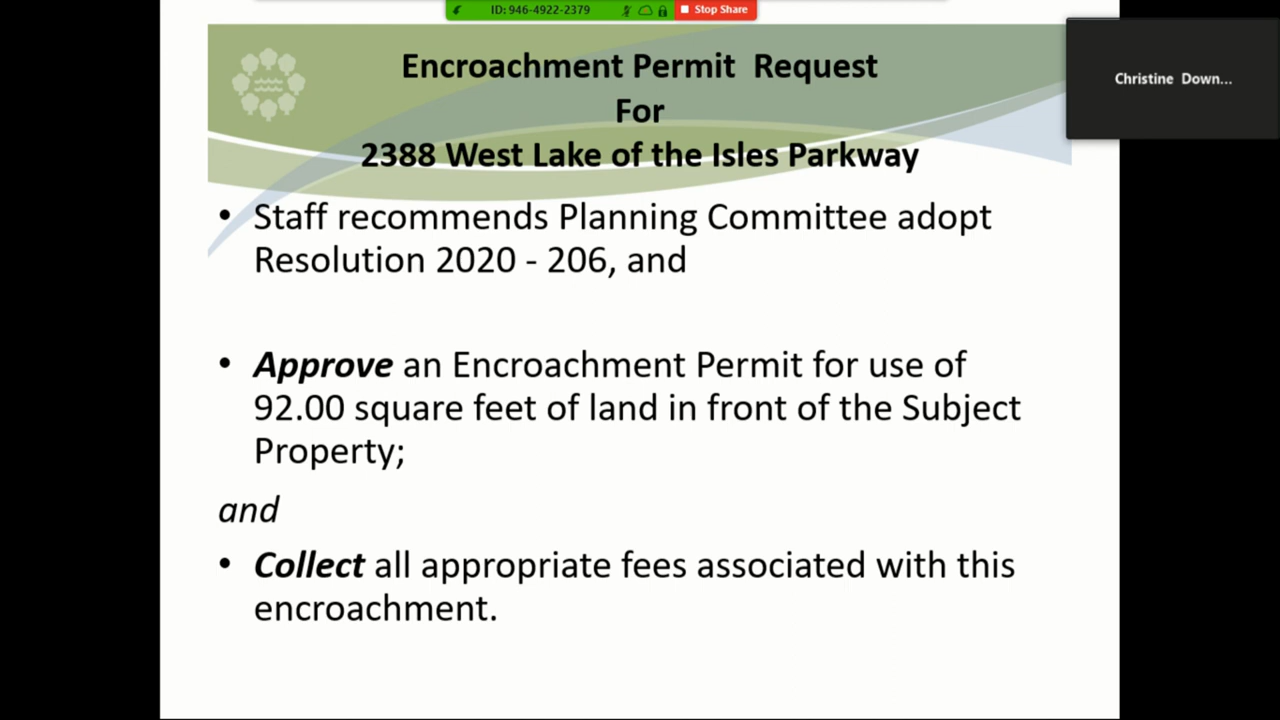 ID: 946-4922-2379
Stop Share
Christine Down...
Encroachment Permit Request
For
2388 West Lake of the Isles Parkway
• Staff recommends Planning Committee adopt
Resolution 2020 - 206, and
• Approve an Encroachment Permit for use of
92.00 square feet of land in front of the Subject
Property;
and
• Collect all appropriate fees associated with this
encroachment.